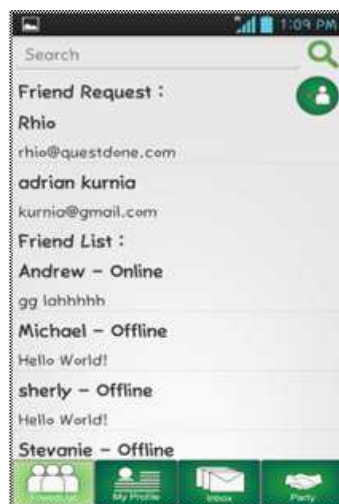 1:09 PM
Search
Friend Request :
Rhio
rhio@questdone.com
adrian kurnia
kurnia@gmail.com
Friend List :
Andrew – Online
gg lahhhhh
Michael – Offline
Hello World!
sherly – Offline
Hello World!
Stevanie – Offline
FriendList
My Profile
Inbox
Party